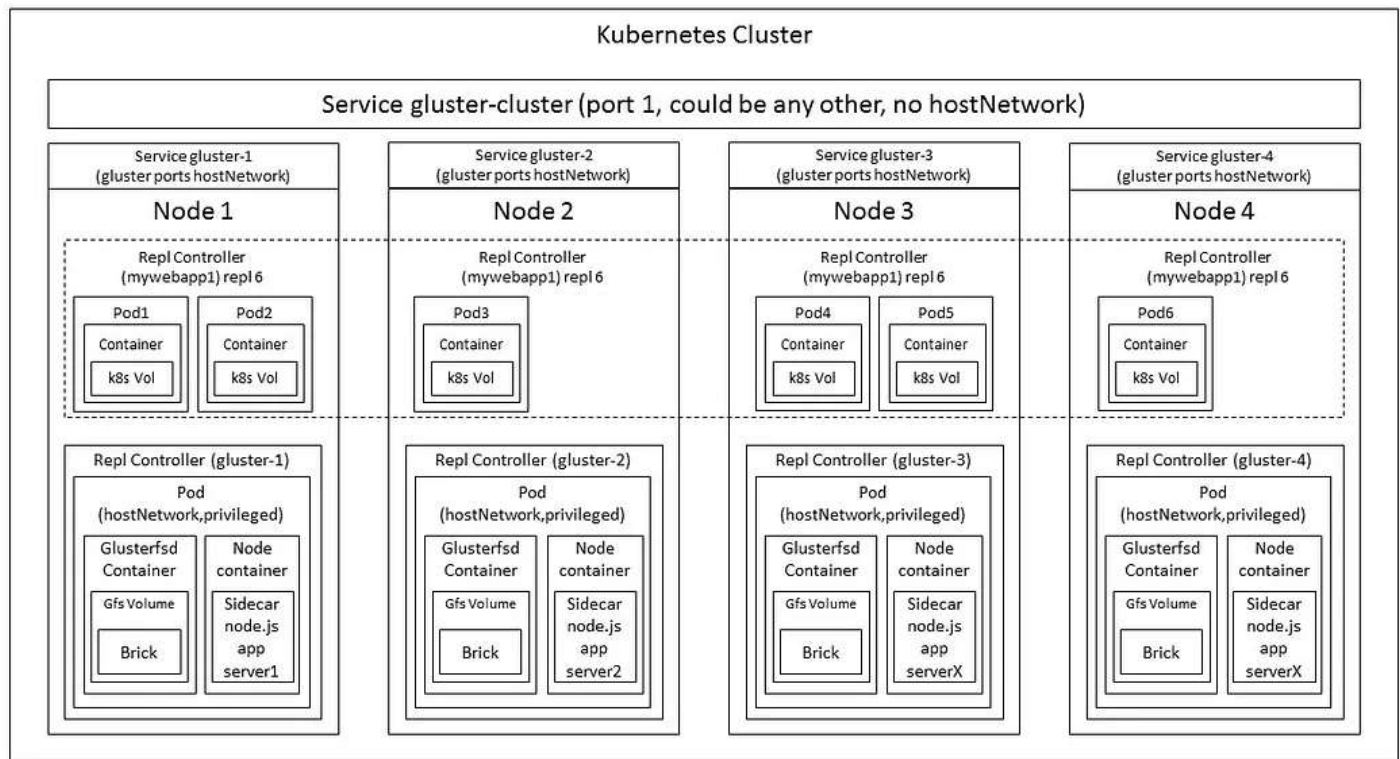 Kubernetes Cluster
Service gluster-cluster (port 1, could be any other, no hostNetwork)
Service gluster-1
(gluster ports hostNetwork)
Node 1
Service gluster-2
(gluster ports hostNetwork)
Node 2
Service gluster-3
(gluster ports hostNetwork)
Node 3
Service gluster-4
(gluster ports hostNetwork)
Node 4
Repl Controller
(mywebapp1) repl 6
Pod1
Container
k8s Vol
Pod2
Container
k8s Vol
Repl Controller
(mywebapp1) repl 6
Pod3
Container
k8s Vol
Repl Controller
(mywebapp1) repl 6
Pod4
Container
k8s Vol
Pod5
Container
k8s Vol
Repl Controller
(mywebapp1) repl 6
Pod6
Container
k8s Vol
Repl Controller (gluster-1)
Pod
(hostNetwork,privileged)
Glusterfsd
Container
Gfs Volume
Brick
Node
container
Sidecar
node.js
app
server1
Repl Controller (gluster-2)
Pod
(hostNetwork,privileged)
Glusterfsd
Container
Gfs Volume
Brick
Node
container
Sidecar
node.js
app
server2
Repl Controller (gluster-3)
Pod
(hostNetwork,privileged)
Glusterfsd
Container
Gfs Volume
Brick
Node
container
Sidecar
node.js
app
serverX
Repl Controller (gluster-4)
Pod
(hostNetwork,privileged)
Glusterfsd
Container
Gfs Volume
Brick
Node
container
Sidecar
node.js
app
serverX